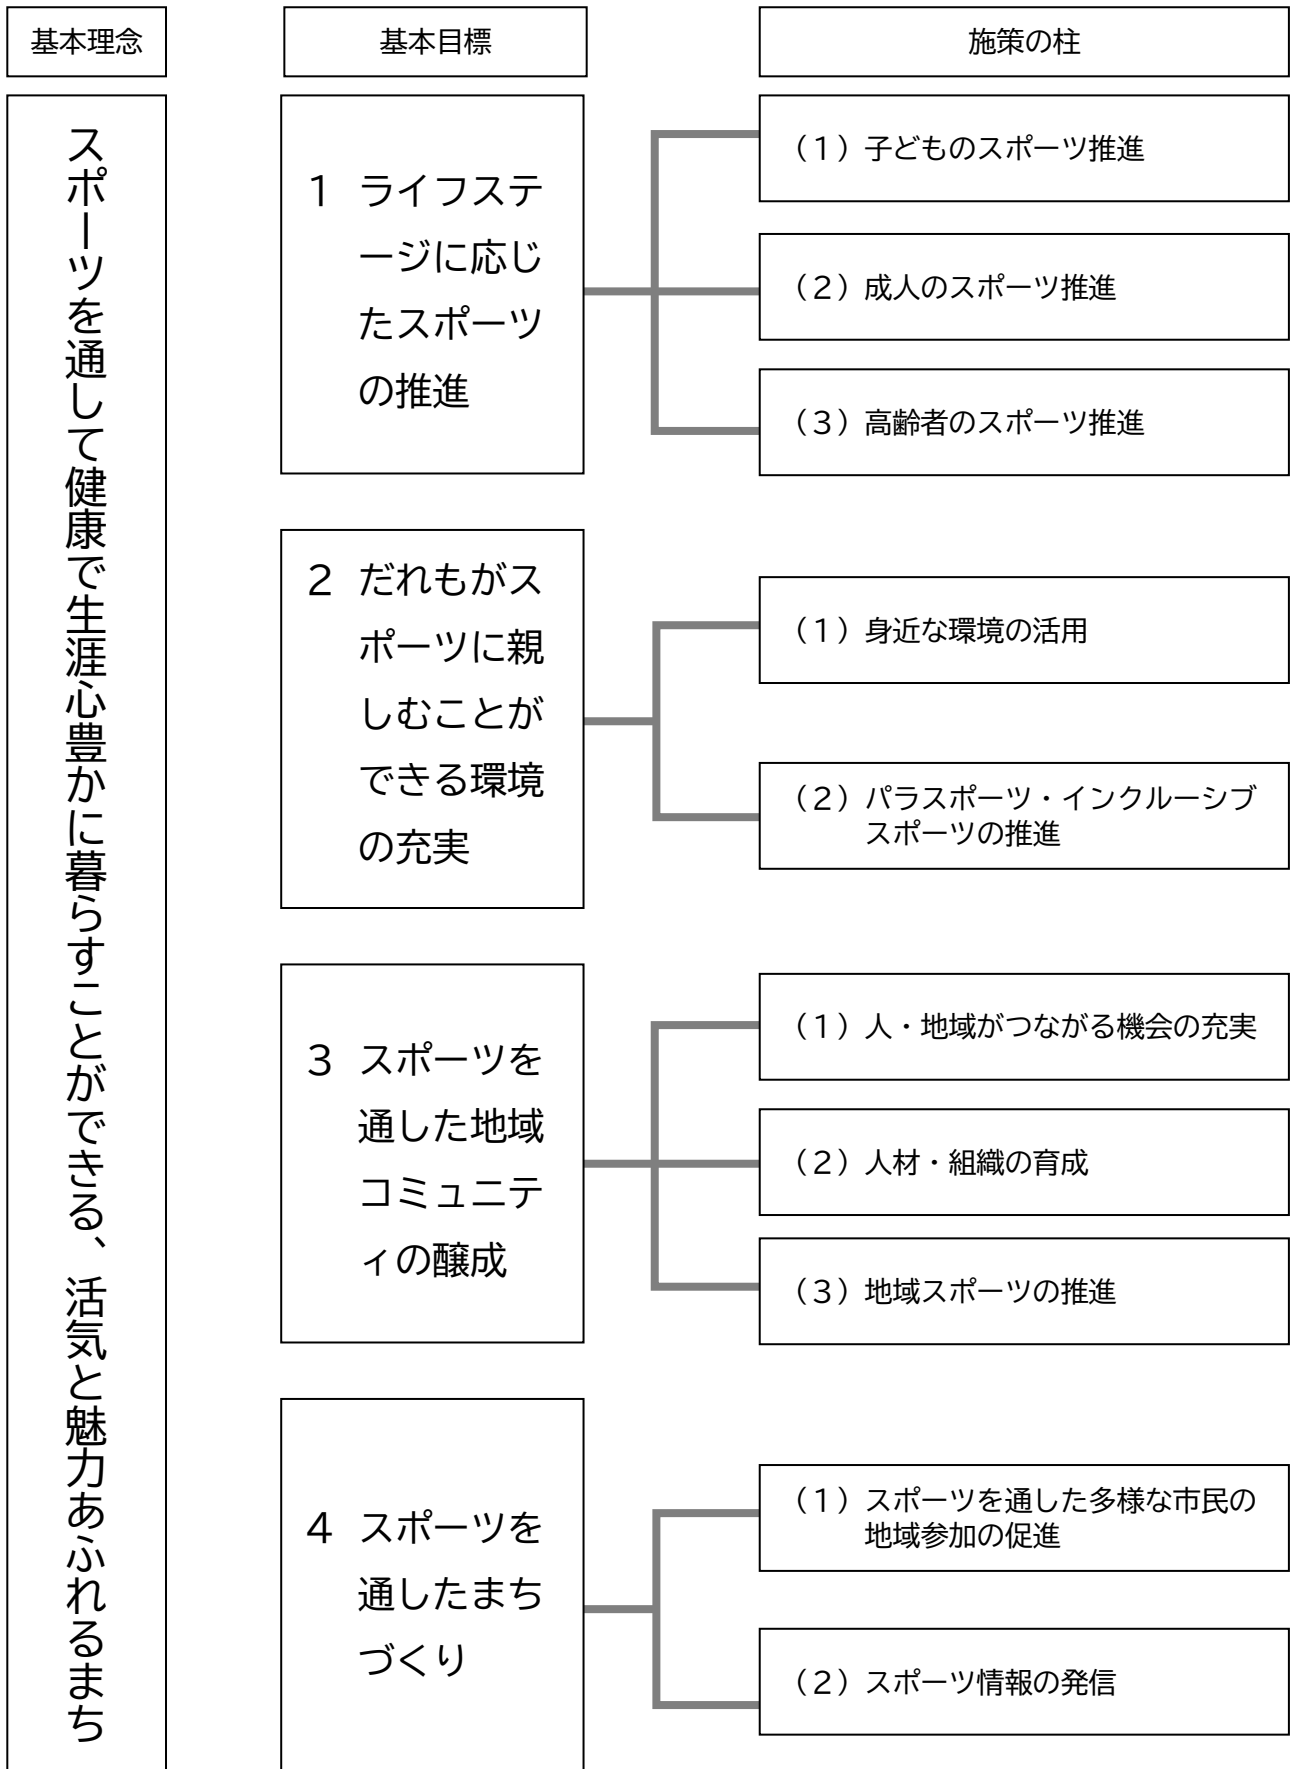 基本理念
基本目標
施策の柱
スポーツを通して健康で生涯心豊かに暮らすことができる、活気と魅力あふれるまち
1 ライフステ
ージに応じ
たスポーツ
の推進
（1）子どものスポーツ推進
（2）成人のスポーツ推進
（3）高齢者のスポーツ推進
2 だれもがス
ポーツに親
しむことが
できる環境
の充実
（1）身近な環境の活用
（2）パラスポーツ・インクルーシブ
スポーツの推進
3 スポーツを
通した地域
コミュニテ
ィの醸成
（1）人・地域がつながる機会の充実
（2）人材・組織の育成
（3）地域スポーツの推進
4 スポーツを
通したまち
づくり
（1）スポーツを通した多様な市民の
地域参加の促進
（2）スポーツ情報の発信